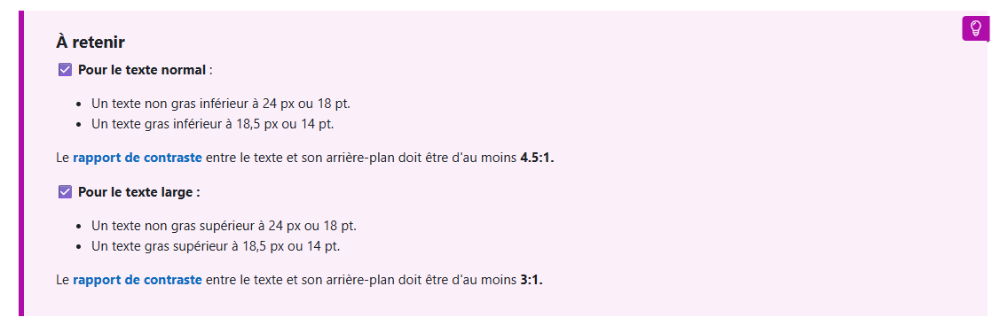 À retenir
☑ Pour le texte normal :
• Un texte non gras inférieur à 24 px ou 18 pt.
• Un texte gras inférieur à 18,5 px ou 14 pt.
Le rapport de contraste entre le texte et son arrière-plan doit être d'au moins 4.5:1.
☑ Pour le texte large :
• Un texte non gras supérieur à 24 px ou 18 pt.
• Un texte gras supérieur à 18,5 px ou 14 pt.
Le rapport de contraste entre le texte et son arrière-plan doit être d'au moins 3:1.